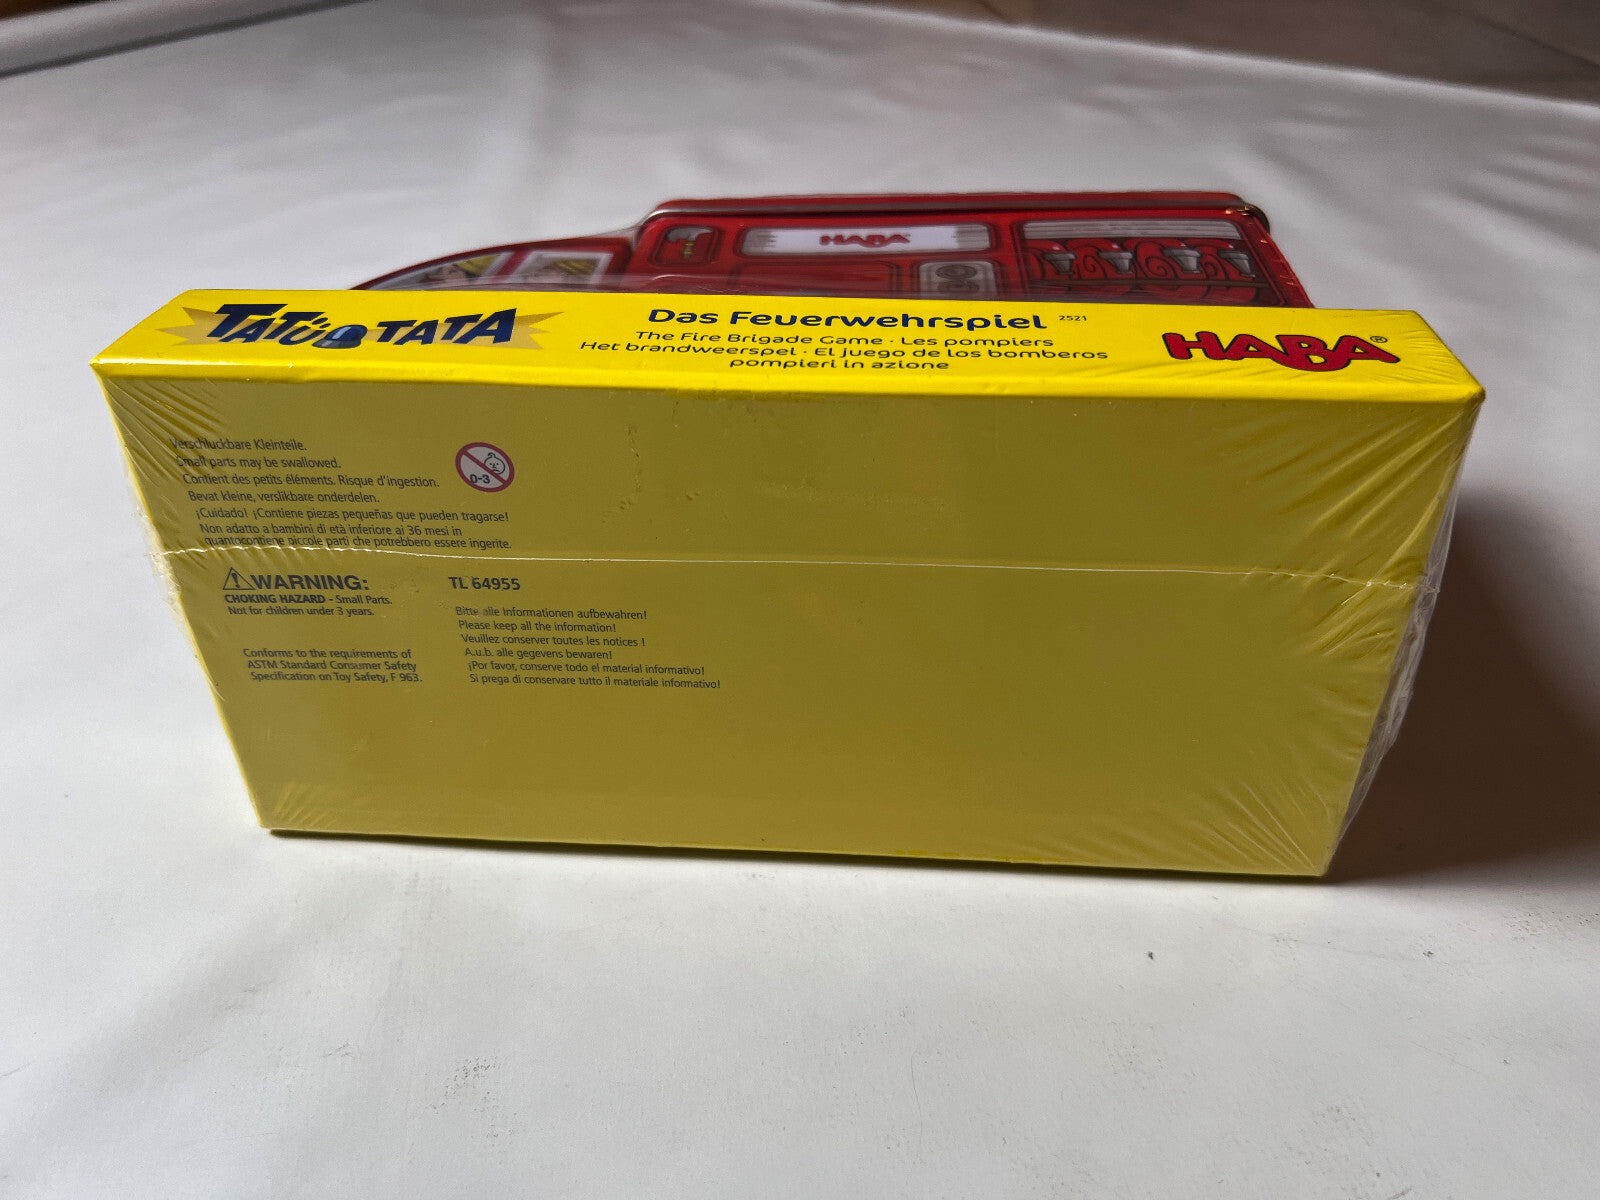 HABA
TATÜ TATA
Das Feuerwehrspiel 2521
The Fire Brigade Game · Les pompiers
Het brandweerspel · El juego de los bomberos
pompieri in azione
HABA®
Verschluckbare Kleinteile.
Small parts may be swallowed.
Contient des petits éléments. Risque d'ingestion.
Bevat kleine, verslikbare onderdelen.
¡Cuidado! ¡Contiene piezas pequeñas que pueden tragarse!
Non adatto a bambini di età inferiore ai 36 mesi in
quantocontiene piccole parti che potrebbero essere ingerite.
0-3
WARNING:
CHOKING HAZARD - Small Parts.
Not for children under 3 years.
Conforms to the requirements of
ASTM Standard Consumer Safety
Specification on Toy Safety, F 963.
TL 64955
Bitte alle Informationen aufbewahren!
Please keep all the information!
Veuillez conserver toutes les notices !
A.u.b. alle gegevens bewaren!
¡Por favor, conserve todo el material informativo!
Si prega di conservare tutto il materiale informativo!